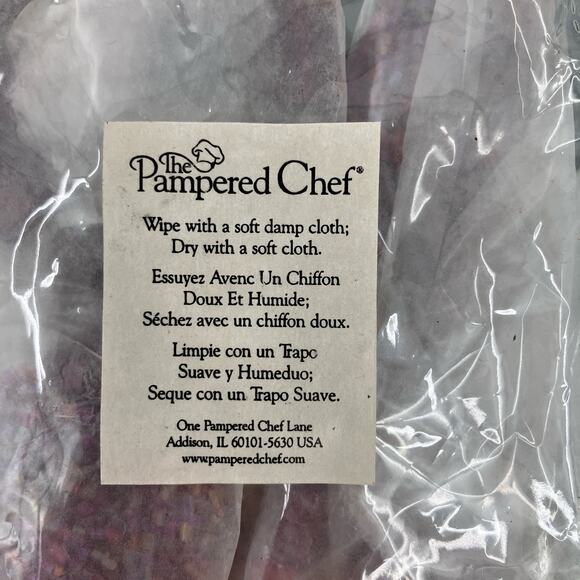 The
Pampered Chef®
Wipe with a soft damp cloth;
Dry with a soft cloth.
Essuyez Avenc Un Chiffon
Doux Et Humide;
Séchez avec un chiffon doux.
Limpie con un Trapo
Suave y Humeduo;
Seque con un Trapo Suave.
One Pampered Chef Lane
Addison, IL 60101-5630 USA
www.pamperedchef.com